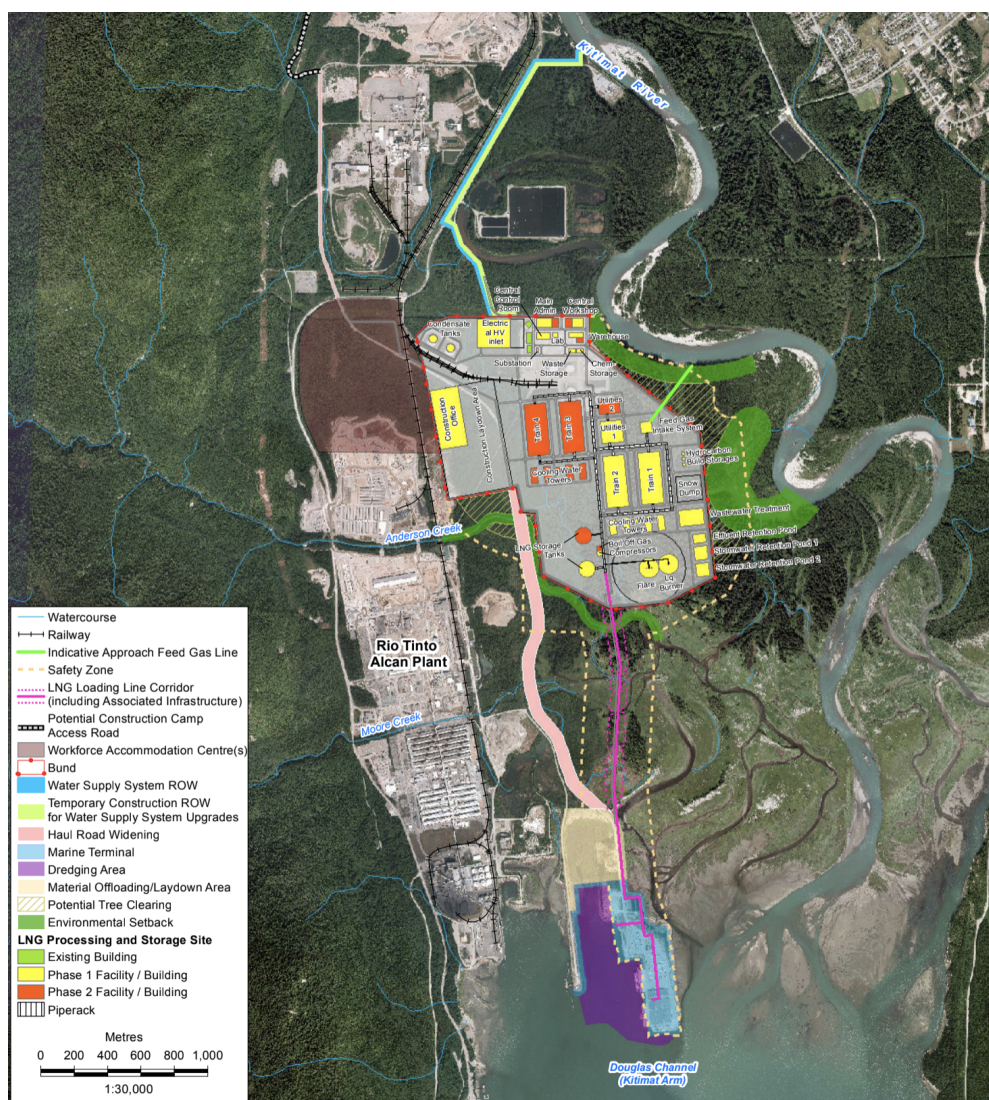 Kitimat River
Central
Control
Room
Main
Admin
Central
Workshop
Condensate
Tanks
Electric
al HV
inlet
Lab
Warehouse
Substation
Waste
Storage
Chem
Storage
Construction
Office
Construction Laydown Area
Train 4
Train 3
Utilities
2
Utilities
1
Feed Gas
Intake System
Hydrocarbon
Build Storages
Cooling Water
Towers
Train 2
Train 1
Snow
Dump
Wastewater Treatment
Anderson Creek
Cooling Water
Towers
Effluent Retention Pond
LNG Storage
Tanks
Boil Off Gas
Compressors
Stormwater Retention Pond 1
Stormwater Retention Pond 2
Flare
Lq.
Burner
Rio Tinto
Alcan Plant
Moore Creek
Watercourse
Railway
Indicative Approach Feed Gas Line
Safety Zone
LNG Loading Line Corridor
(including Associated Infrastructure)
Potential Construction Camp
Access Road
Workforce Accommodation Centre(s)
Bund
Water Supply System ROW
Temporary Construction ROW
for Water Supply System Upgrades
Haul Road Widening
Marine Terminal
Dredging Area
Material Offloading/Laydown Area
Potential Tree Clearing
Environmental Setback
LNG Processing and Storage Site
Existing Building
Phase 1 Facility / Building
Phase 2 Facility / Building
Piperack
Metres
0 200 400 600 800 1,000
1:30,000
Douglas Channel
(Kitimat Arm)